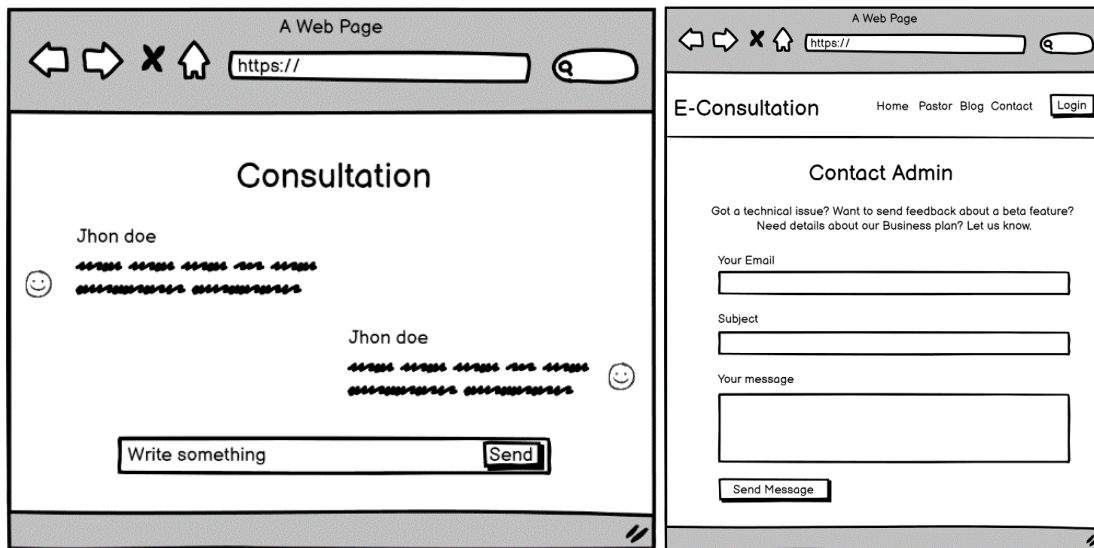 A Web Page
https://
Consultation
Jhon doe
Jhon doe
Write something
Send
A Web Page
https://
E-Consultation
Home Pastor Blog Contact
Login
Contact Admin
Got a technical issue? Want to send feedback about a beta feature?
Need details about our Business plan? Let us know.
Your Email
Subject
Your message
Send Message